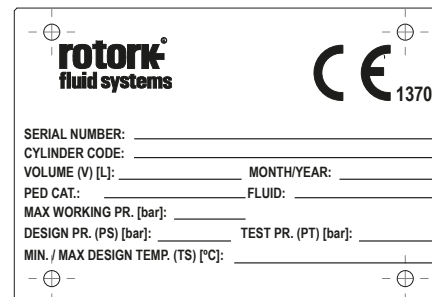 rotork®
fluid systems
CE 1370
SERIAL NUMBER:
CYLINDER CODE:
VOLUME (V) [L]: MONTH/YEAR:
PED CAT.: FLUID:
MAX WORKING PR. [bar]:
DESIGN PR. (PS) [bar]: TEST PR. (PT) [bar]:
MIN. / MAX DESIGN TEMP. (TS) [ºC]: